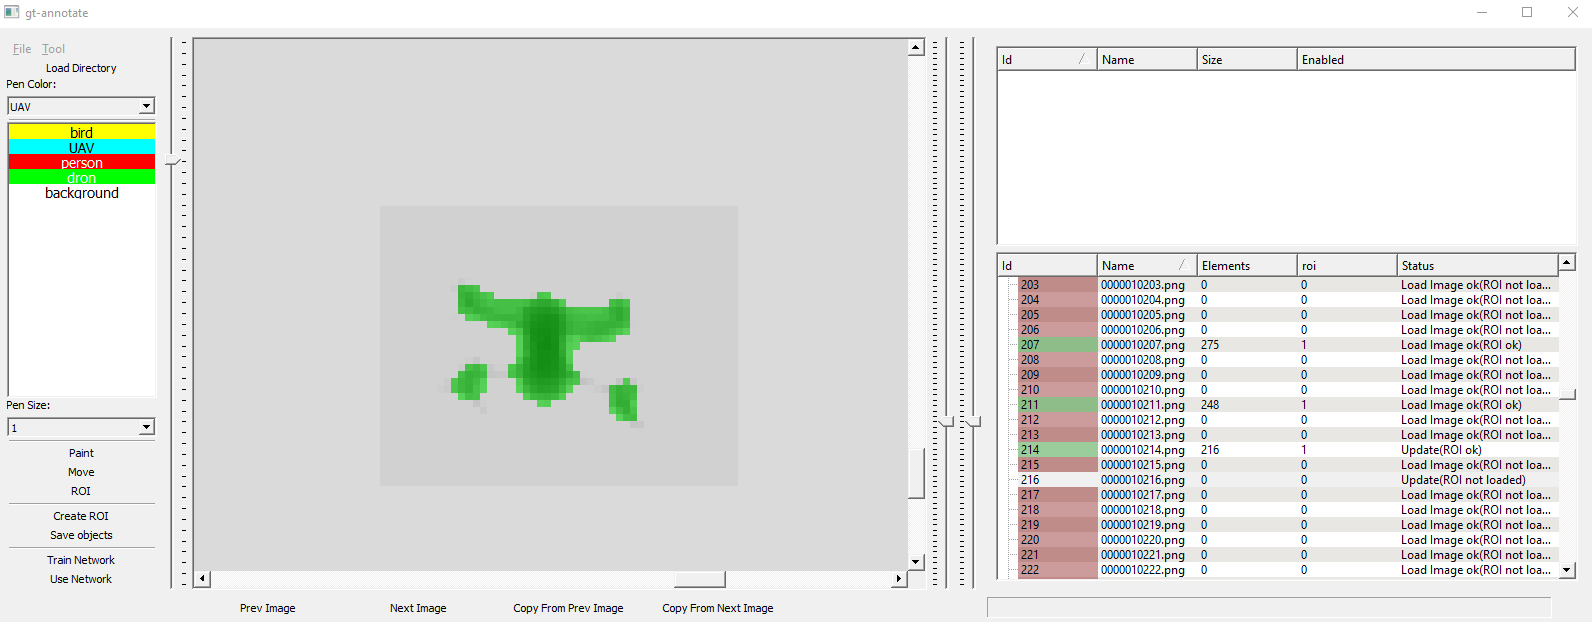 gt-annotate
File Tool
Load Directory
Pen Color:
UAV
bird
UAV
person
dron
background
Pen Size:
1
Paint
Move
ROI
Create ROI
Save objects
Train Network
Use Network
Prev Image Next Image Copy From Prev Image Copy From Next Image
Id Name Size Enabled
Id Name Elements roi Status
203 0000010203.png 0 0 Load Image ok(ROI not loa...
204 0000010204.png 0 0 Load Image ok(ROI not loa...
205 0000010205.png 0 0 Load Image ok(ROI not loa...
206 0000010206.png 0 0 Load Image ok(ROI not loa...
207 0000010207.png 275 1 Load Image ok(ROI ok)
208 0000010208.png 0 0 Load Image ok(ROI not loa...
209 0000010209.png 0 0 Load Image ok(ROI not loa...
210 0000010210.png 0 0 Load Image ok(ROI not loa...
211 0000010211.png 248 1 Load Image ok(ROI ok)
212 0000010212.png 0 0 Load Image ok(ROI not loa...
213 0000010213.png 0 0 Load Image ok(ROI not loa...
214 0000010214.png 216 1 Update(ROI ok)
215 0000010215.png 0 0 Load Image ok(ROI not loa...
216 0000010216.png 0 0 Update(ROI not loaded)
217 0000010217.png 0 0 Load Image ok(ROI not loa...
218 0000010218.png 0 0 Load Image ok(ROI not loa...
219 0000010219.png 0 0 Load Image ok(ROI not loa...
220 0000010220.png 0 0 Load Image ok(ROI not loa...
221 0000010221.png 0 0 Load Image ok(ROI not loa...
222 0000010222.png 0 0 Load Image ok(ROI not loa...